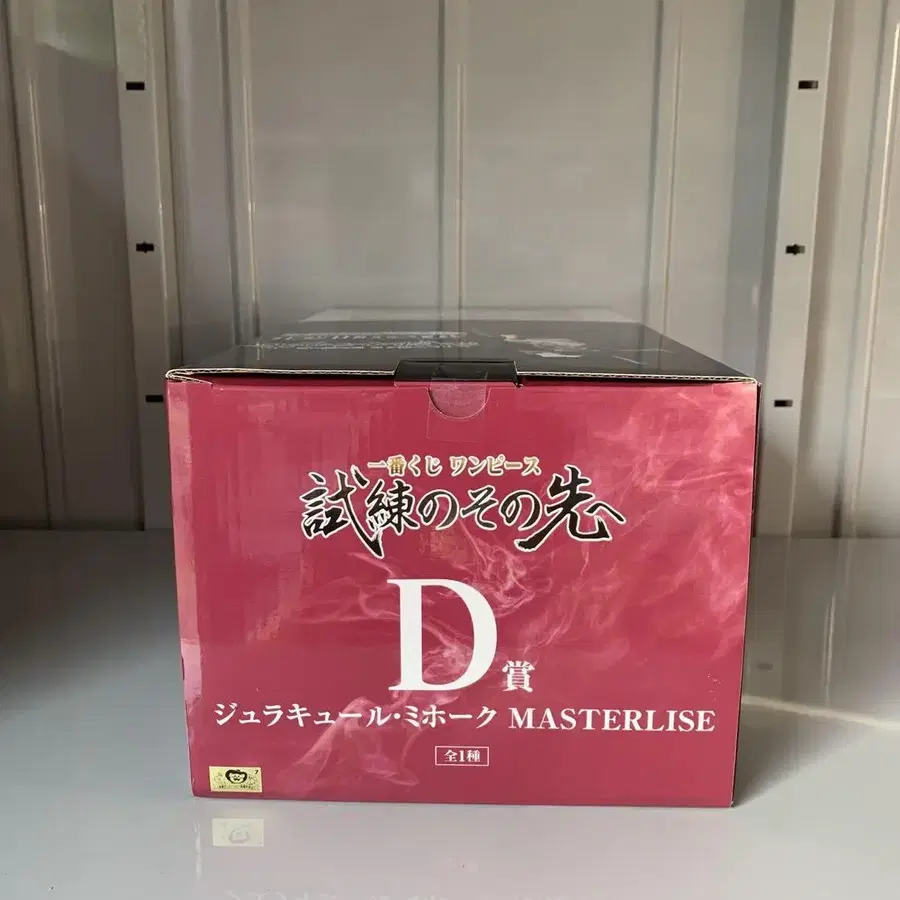 一番くじ ワンピース
試練のその先へ
D賞
ジュラキュール・ミホーク MASTERLISE
全1種